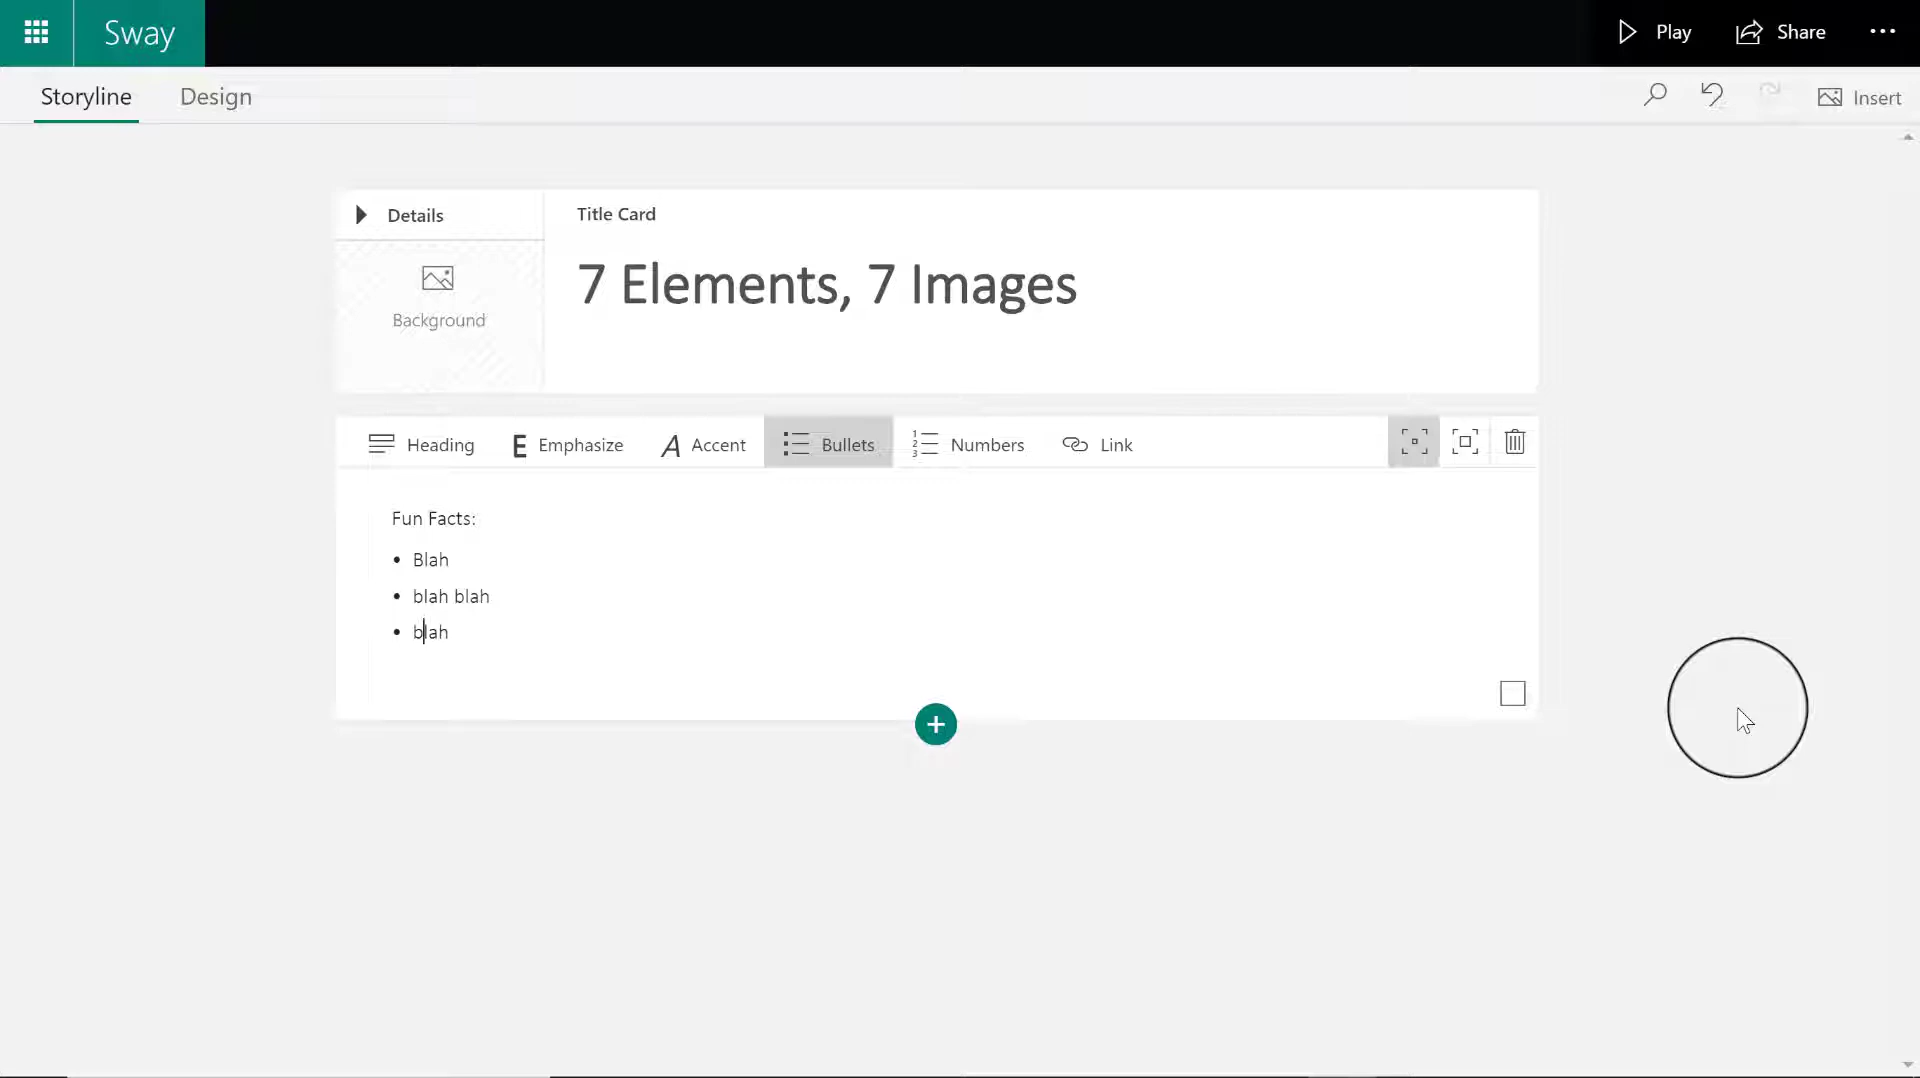 Sway
Play
Share
Storyline
Design
Insert
Details
Background
Title Card
7 Elements, 7 Images
Heading
E Emphasize
A Accent
Bullets
Numbers
Link
Fun Facts:
• Blah
• blah blah
• blah